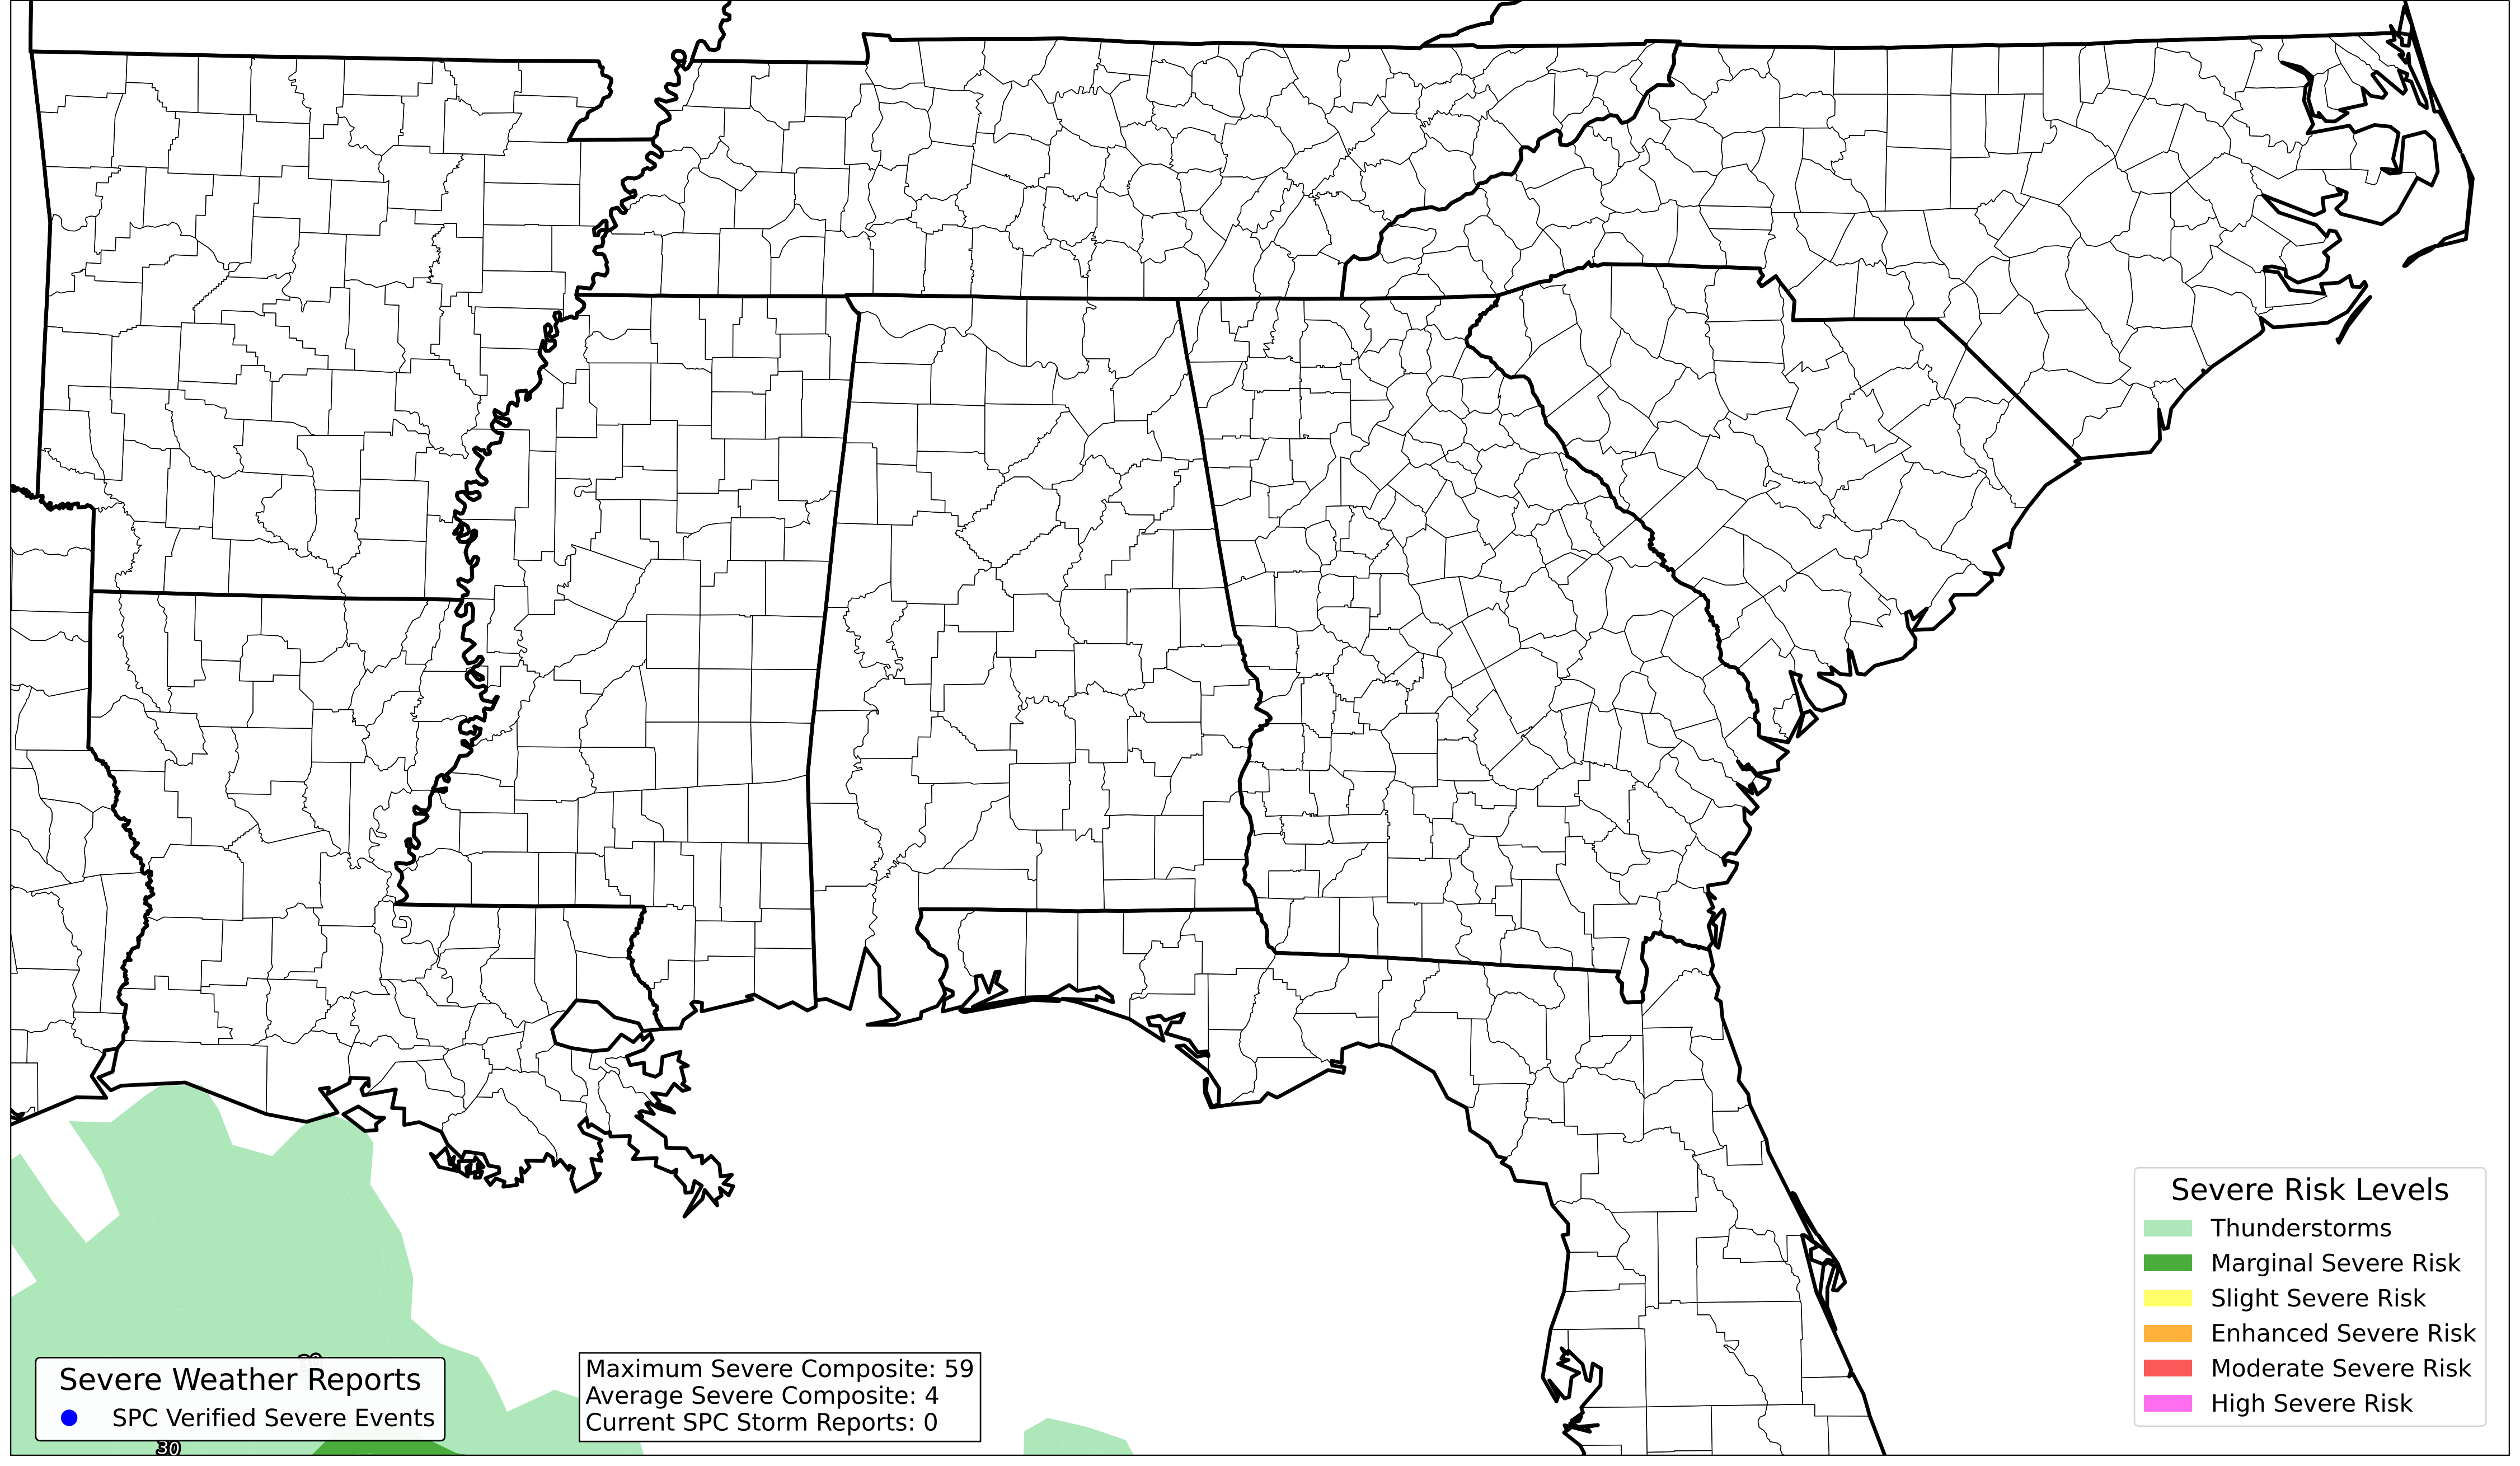 Severe Weather Reports
SPC Verified Severe Events
30
Maximum Severe Composite: 59
Average Severe Composite: 4
Current SPC Storm Reports: 0
Severe Risk Levels
Thunderstorms
Marginal Severe Risk
Slight Severe Risk
Enhanced Severe Risk
Moderate Severe Risk
High Severe Risk